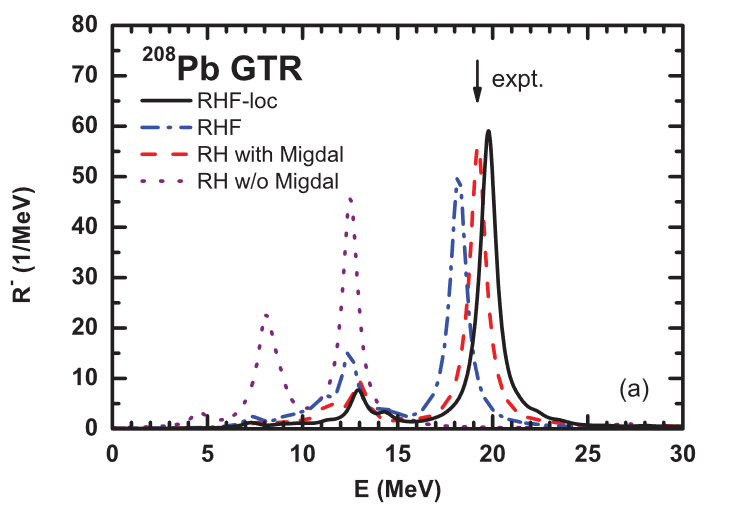 80
70
60
50
40
30
20
10
0
R⁻ (1/MeV)
²⁰⁸Pb GTR
RHF-loc
RHF
RH with Migdal
RH w/o Migdal
expt.
(a)
0 5 10 15 20 25 30
E (MeV)